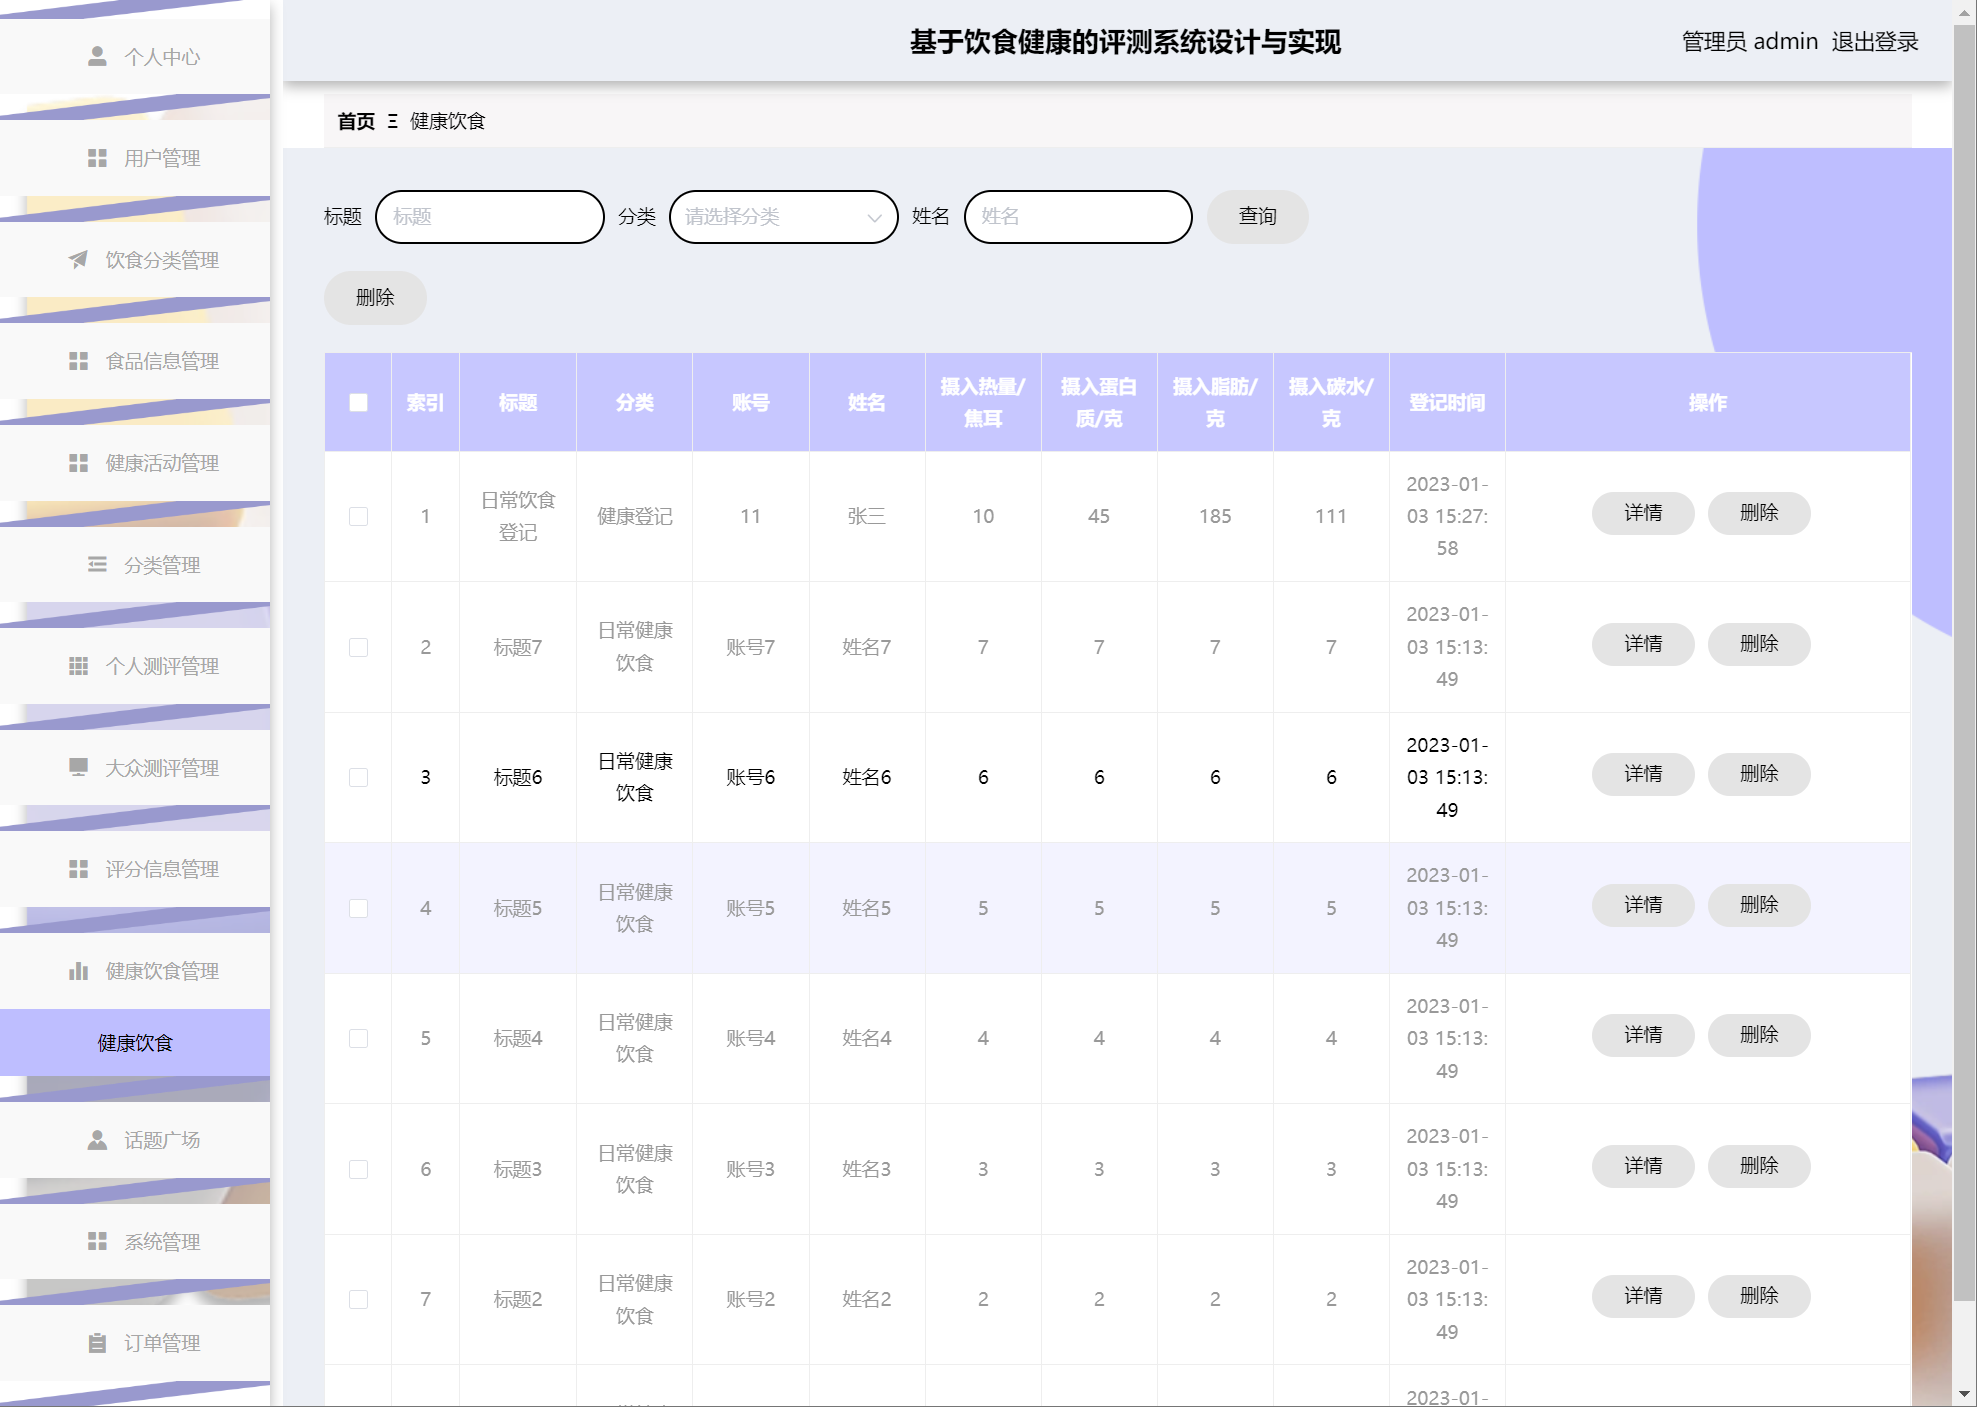 基于饮食健康的评测系统设计与实现
管理员 admin 退出登录
个人中心
用户管理
饮食分类管理
食品信息管理
健康活动管理
分类管理
个人测评管理
大众测评管理
评分信息管理
健康饮食管理
健康饮食
话题广场
系统管理
订单管理
首页 Ξ 健康饮食
标题 标题 分类 请选择分类 姓名 姓名 查询
删除
索引 标题 分类 账号 姓名 摄入热量/焦耳 摄入蛋白质/克 摄入脂肪/克 摄入碳水/克 登记时间 操作
1 日常饮食登记 健康登记 11 张三 10 45 185 111 2023-01-03 15:27:58 详情 删除
2 标题7 日常健康饮食 账号7 姓名7 7 7 7 7 2023-01-03 15:13:49 详情 删除
3 标题6 日常健康饮食 账号6 姓名6 6 6 6 6 2023-01-03 15:13:49 详情 删除
4 标题5 日常健康饮食 账号5 姓名5 5 5 5 5 2023-01-03 15:13:49 详情 删除
5 标题4 日常健康饮食 账号4 姓名4 4 4 4 4 2023-01-03 15:13:49 详情 删除
6 标题3 日常健康饮食 账号3 姓名3 3 3 3 3 2023-01-03 15:13:49 详情 删除
7 标题2 日常健康饮食 账号2 姓名2 2 2 2 2 2023-01-03 15:13:49 详情 删除
2023-01-